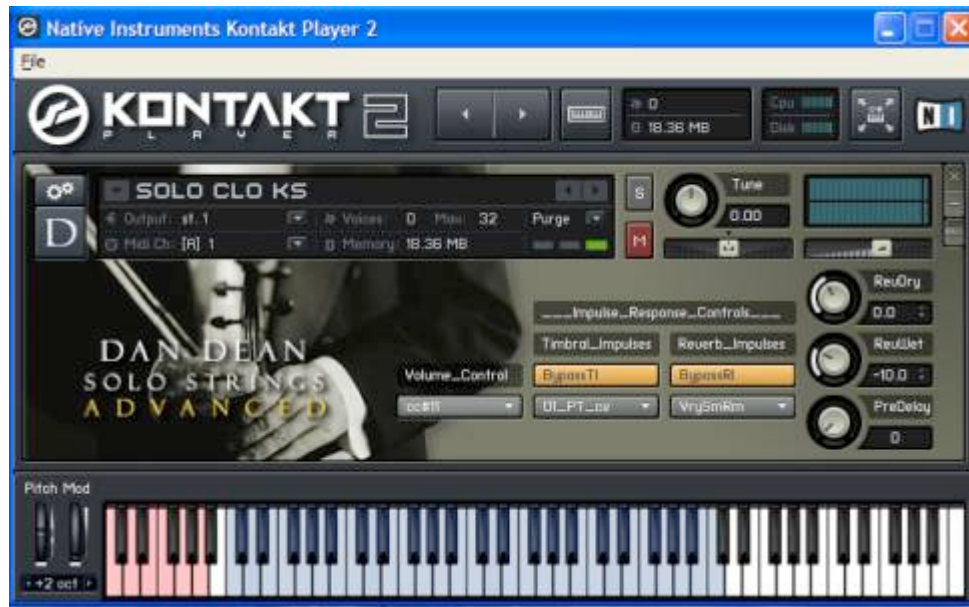 Native Instruments Kontakt Player 2
File
KONTAKT 2
PLAYER
0
18.36 MB
Cpu
Disk
NI
SOLO CLO KS
Output: st. 1 Voices: 0 Max: 32 Purge
Midi Ch: [A] 1 Memory: 18.36 MB
S
M
Tune
0.00
D
DAN DEAN
SOLO STRINGS
ADVANCED
___Impulse_Response_Controls___
Timbral_Impulses Reverb_Impulses
Volume_Control BypassTI BypassRI
cc#11 VrySmRm
RevDry
0.0
RevWet
-10.0
PreDelay
0
Pitch Mod
+2 oct